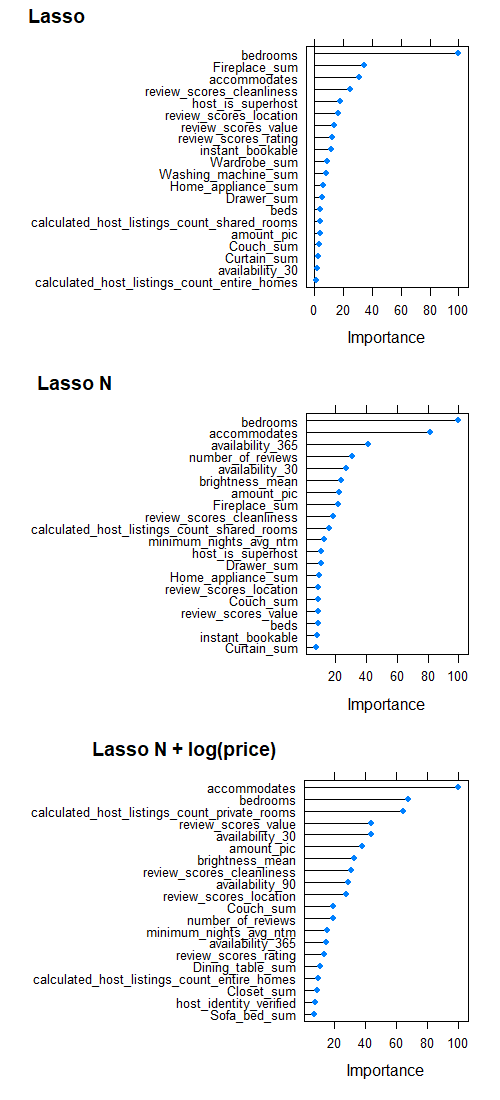 Lasso
bedrooms
Fireplace_sum
accommodates
review_scores_cleanliness
host_is_superhost
review_scores_location
review_scores_value
review_scores_rating
instant_bookable
Wardrobe_sum
Washing_machine_sum
Home_appliance_sum
Drawer_sum
beds
calculated_host_listings_count_shared_rooms
amount_pic
Couch_sum
Curtain_sum
availability_30
calculated_host_listings_count_entire_homes
0 20 40 60 80 100
Importance
Lasso N
bedrooms
accommodates
availability_365
number_of_reviews
availability_30
brightness_mean
amount_pic
Fireplace_sum
review_scores_cleanliness
calculated_host_listings_count_shared_rooms
minimum_nights_avg_ntm
host_is_superhost
Drawer_sum
Home_appliance_sum
review_scores_location
Couch_sum
review_scores_value
beds
instant_bookable
Curtain_sum
20 40 60 80 100
Importance
Lasso N + log(price)
accommodates
bedrooms
calculated_host_listings_count_private_rooms
review_scores_value
availability_30
amount_pic
brightness_mean
review_scores_cleanliness
availability_90
review_scores_location
Couch_sum
number_of_reviews
minimum_nights_avg_ntm
availability_365
review_scores_rating
Dining_table_sum
calculated_host_listings_count_entire_homes
Closet_sum
host_identity_verified
Sofa_bed_sum
20 40 60 80 100
Importance